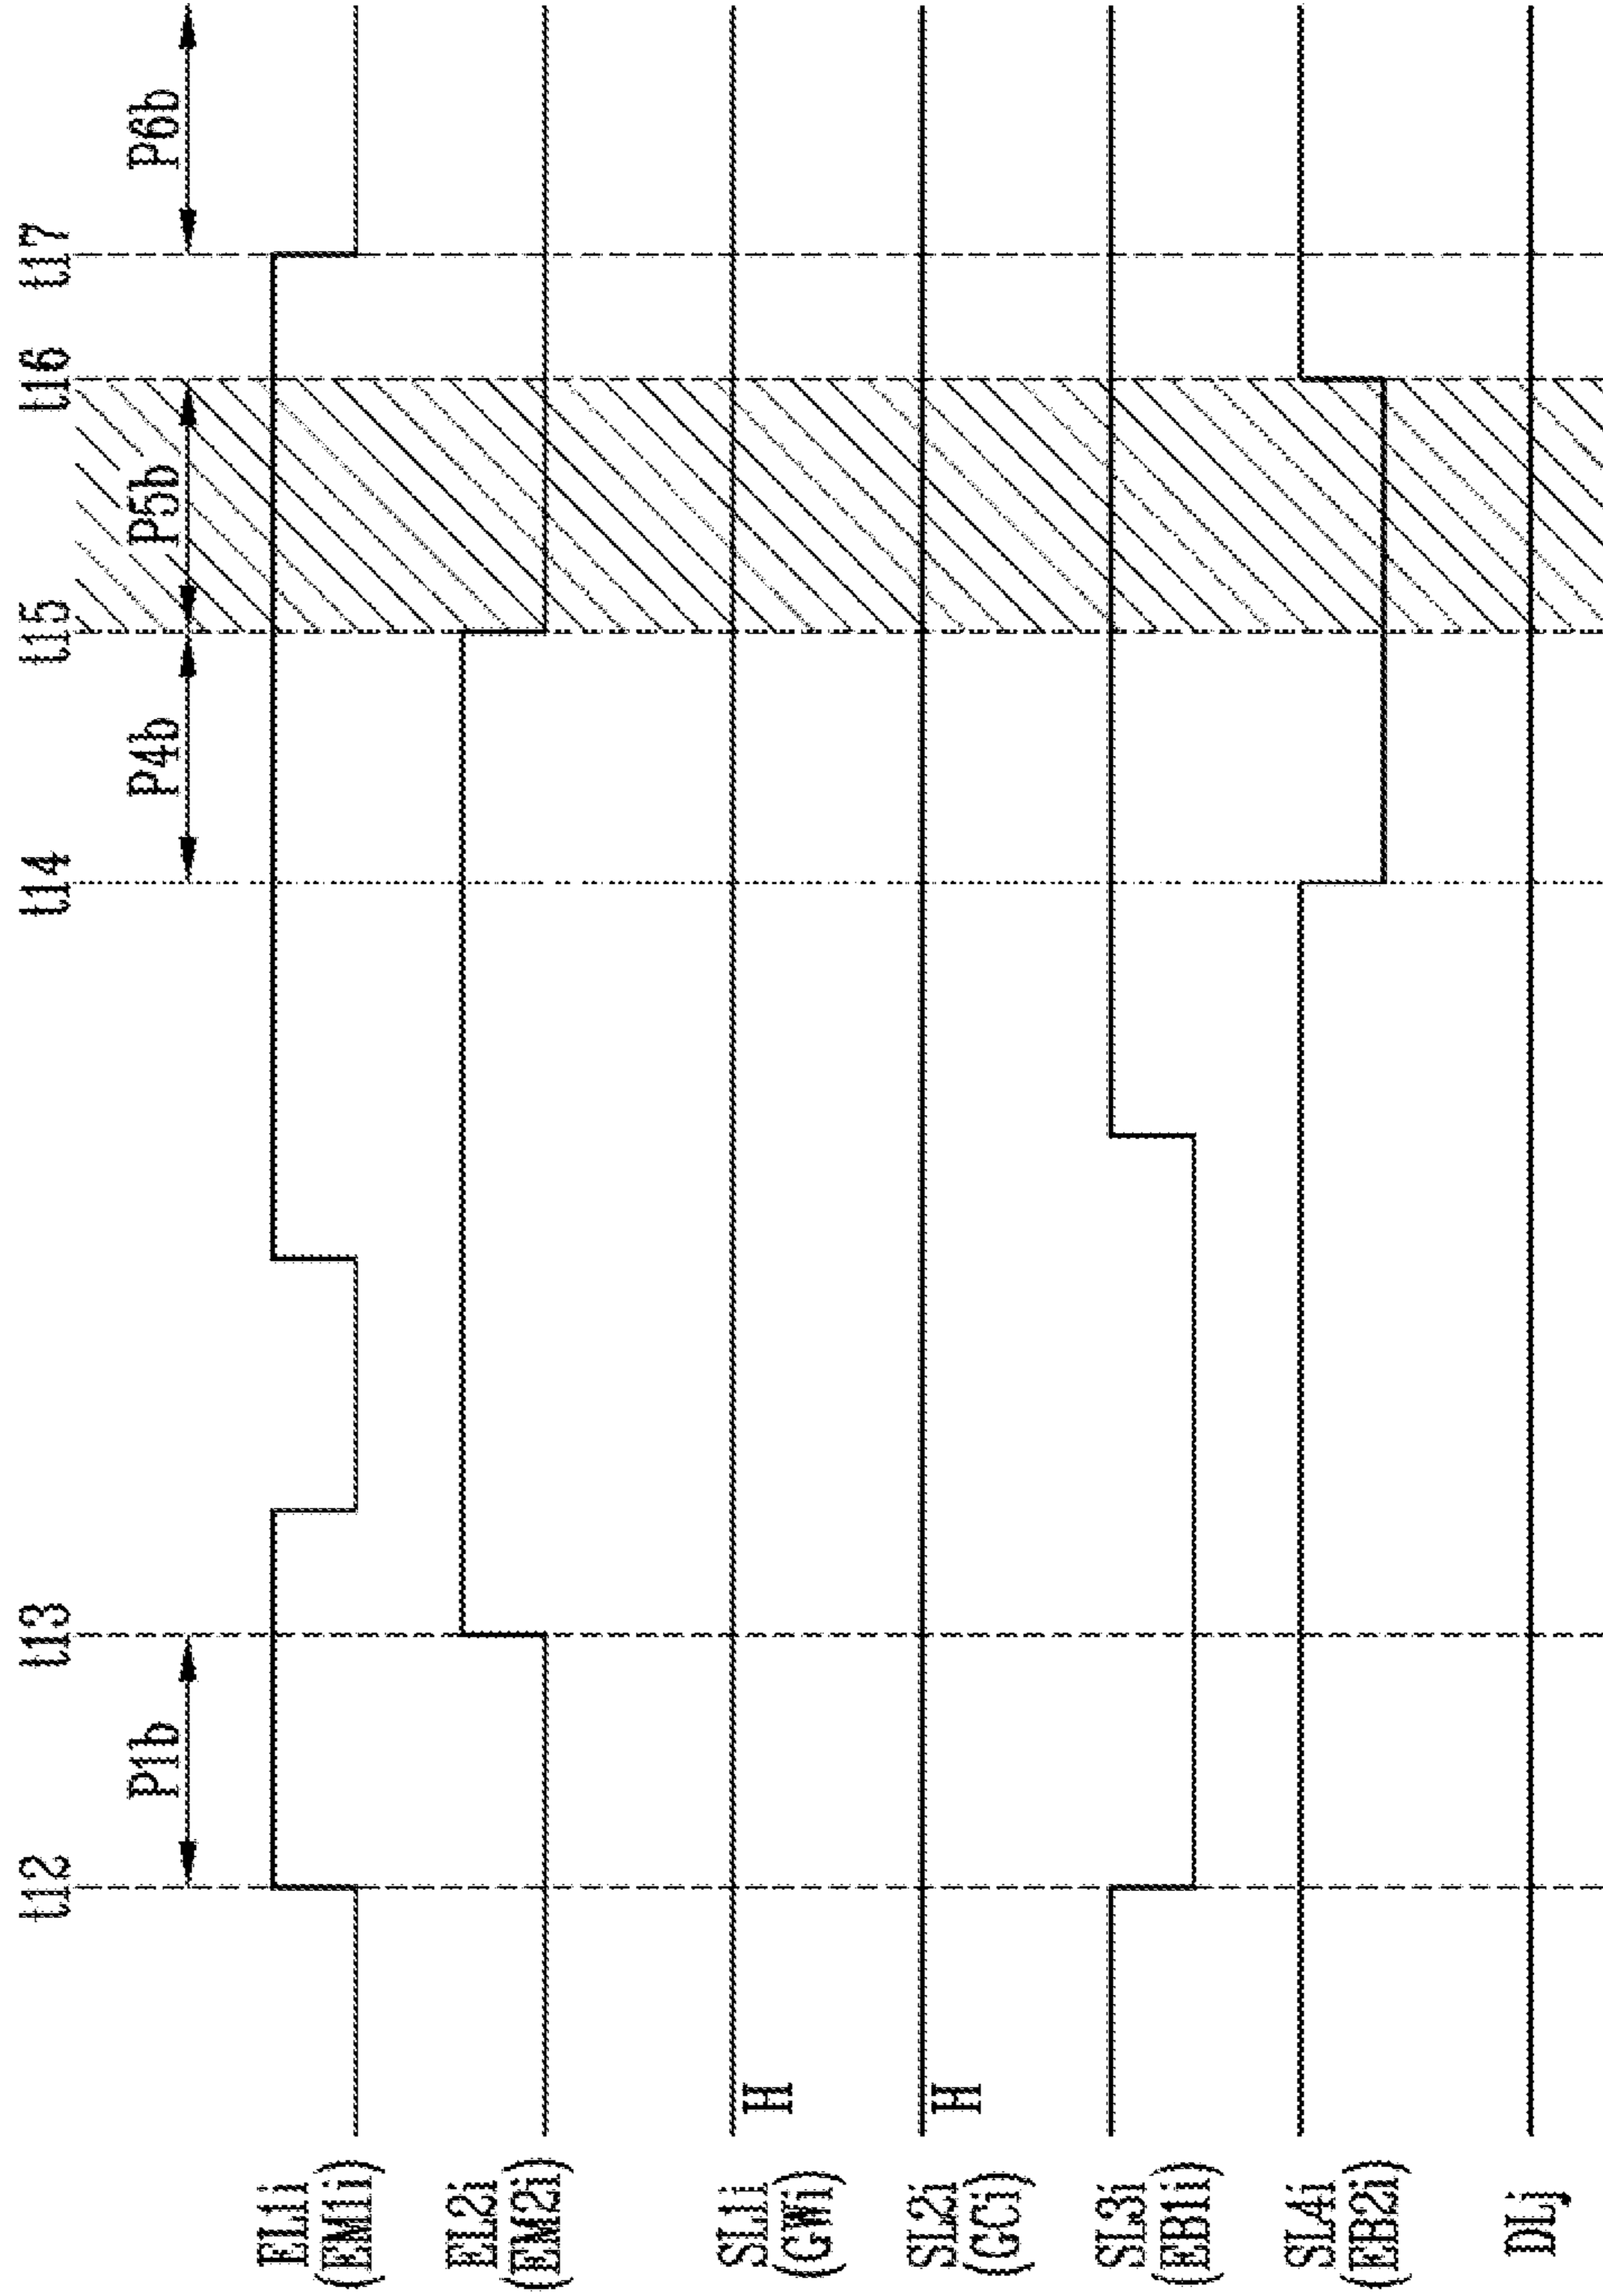 t12 t13 t14 t15 t16 t17
P1b P4b P5b P6b
EL1i
(EM1i)
EL2i
(EM2i)
SL1i
(GWi)
H
SL2i
(GCi)
H
SL3i
(EB1i)
SL4i
(EB2i)
DLj